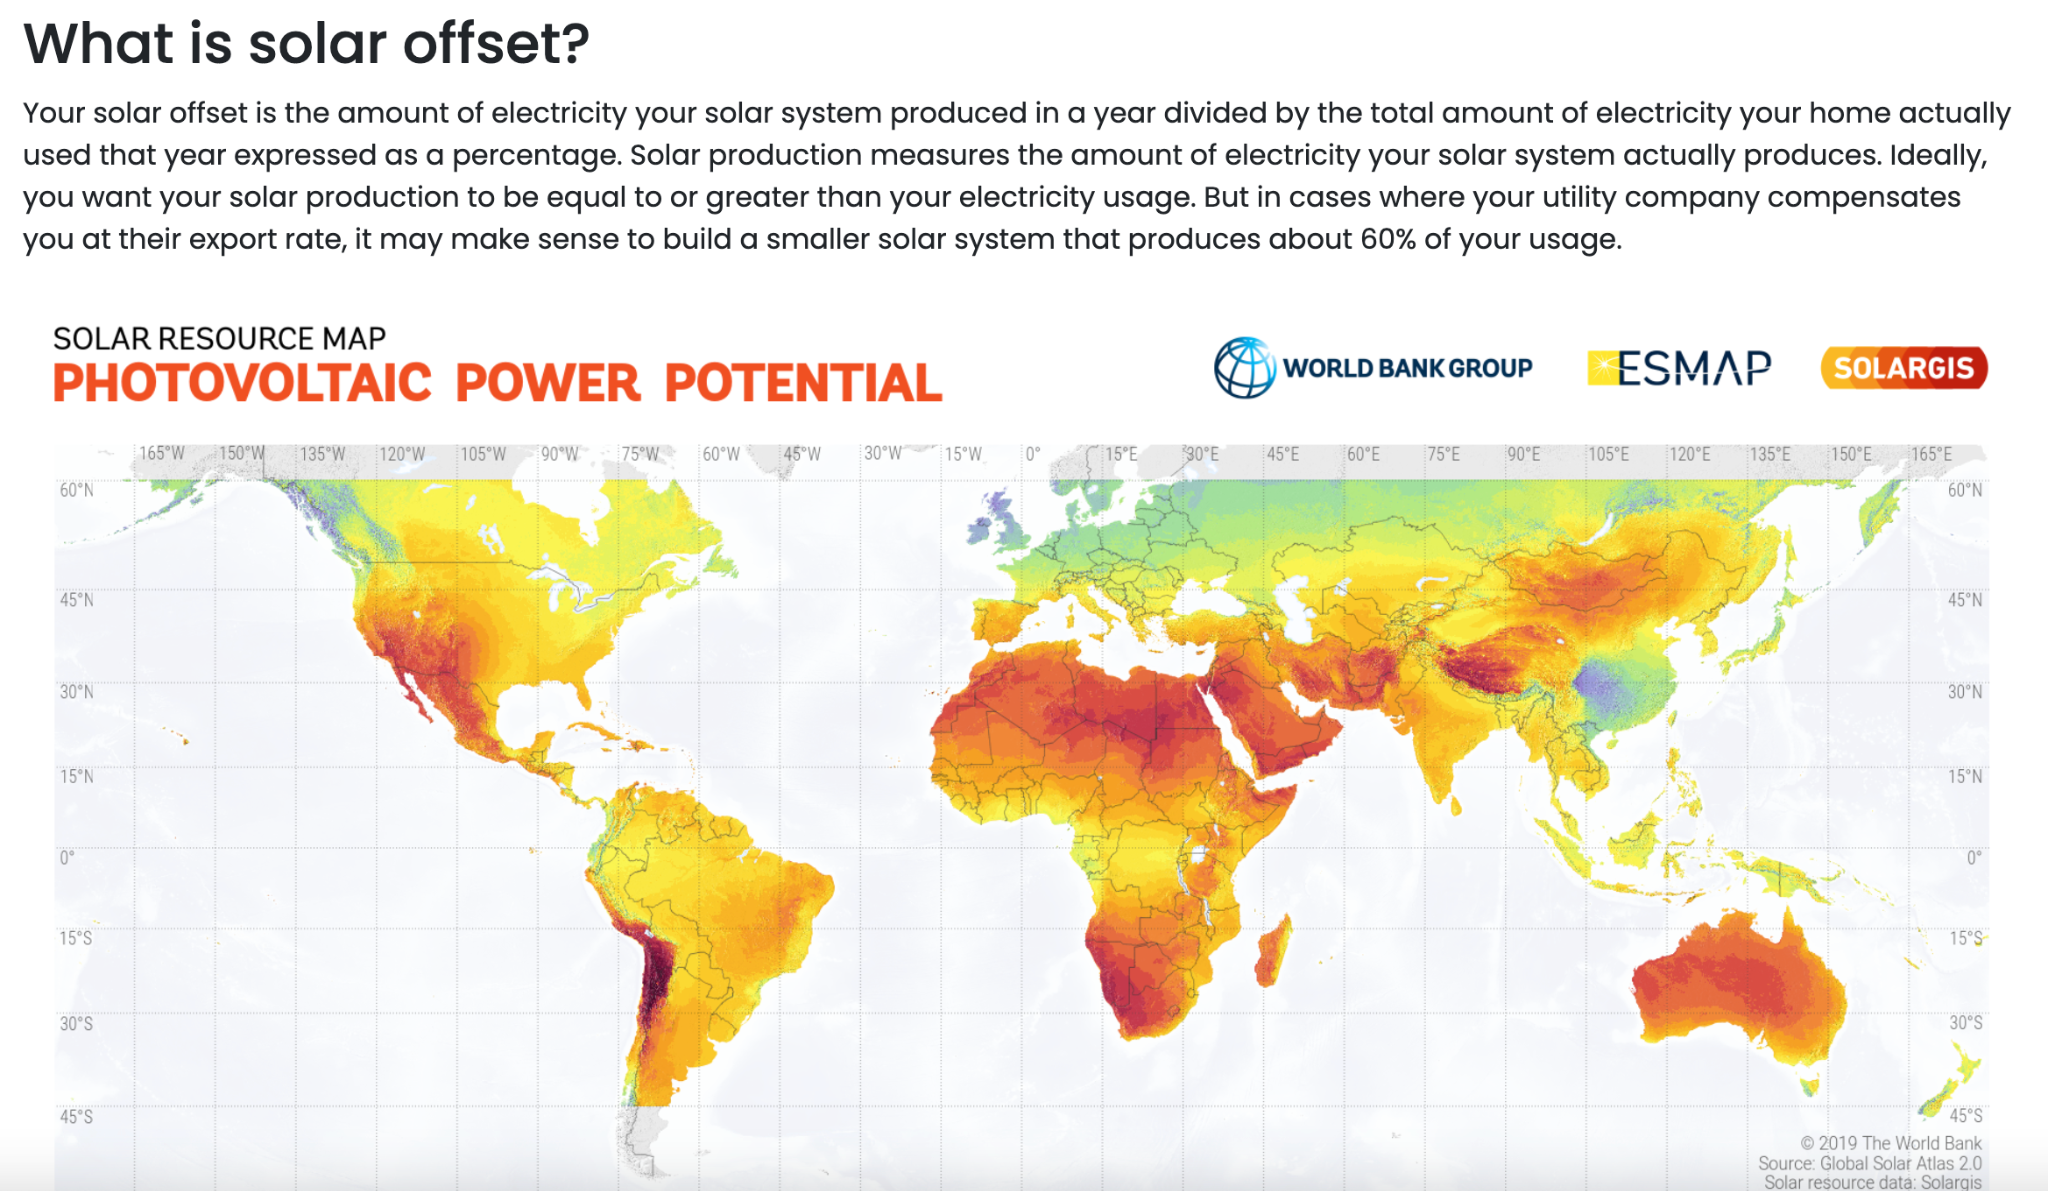 What is solar offset?
Your solar offset is the amount of electricity your solar system produced in a year divided by the total amount of electricity your home actually
used that year expressed as a percentage. Solar production measures the amount of electricity your solar system actually produces. Ideally,
you want your solar production to be equal to or greater than your electricity usage. But in cases where your utility company compensates
you at their export rate, it may make sense to build a smaller solar system that produces about 60% of your usage.
SOLAR RESOURCE MAP
PHOTOVOLTAIC POWER POTENTIAL
WORLD BANK GROUP
ESMAP
SOLARGIS
165°W 150°W 135°W 120°W 105°W 90°W 75°W 60°W 45°W 30°W 15°W 0° 15°E 30°E 45°E 60°E 75°E 90°E 105°E 120°E 135°E 150°E 165°E
60°N 60°N
45°N 45°N
30°N 30°N
15°N 15°N
0° 0°
15°S 15°S
30°S 30°S
45°S 45°S
© 2019 The World Bank
Source: Global Solar Atlas 2.0
Solar resource data: Solargis